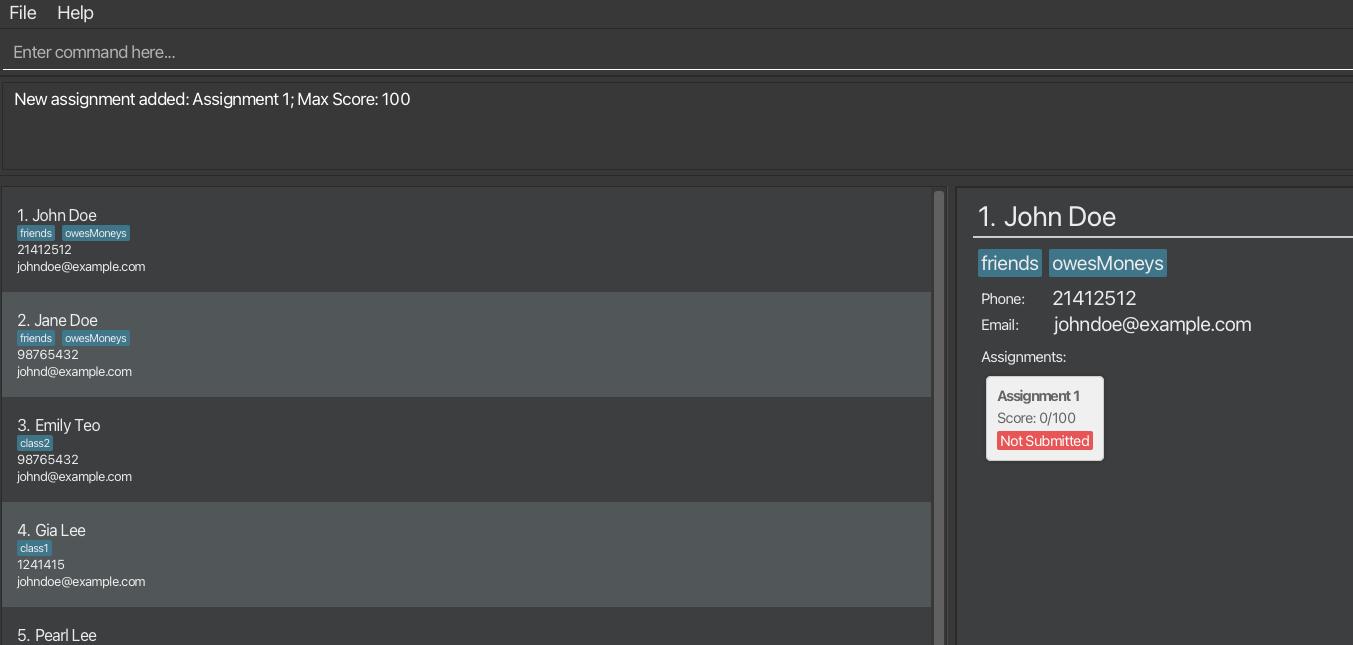 File Help
Enter command here...
New assignment added: Assignment 1; Max Score: 100
1. John Doe
friends owesMoneys
21412512
johndoe@example.com
2. Jane Doe
friends owesMoneys
98765432
johnd@example.com
3. Emily Teo
class2
98765432
johnd@example.com
4. Gia Lee
class1
1241415
johndoe@example.com
5. Pearl Lee
1. John Doe
friends owesMoneys
Phone: 21412512
Email: johndoe@example.com
Assignments:
Assignment 1
Score: 0/100
Not Submitted